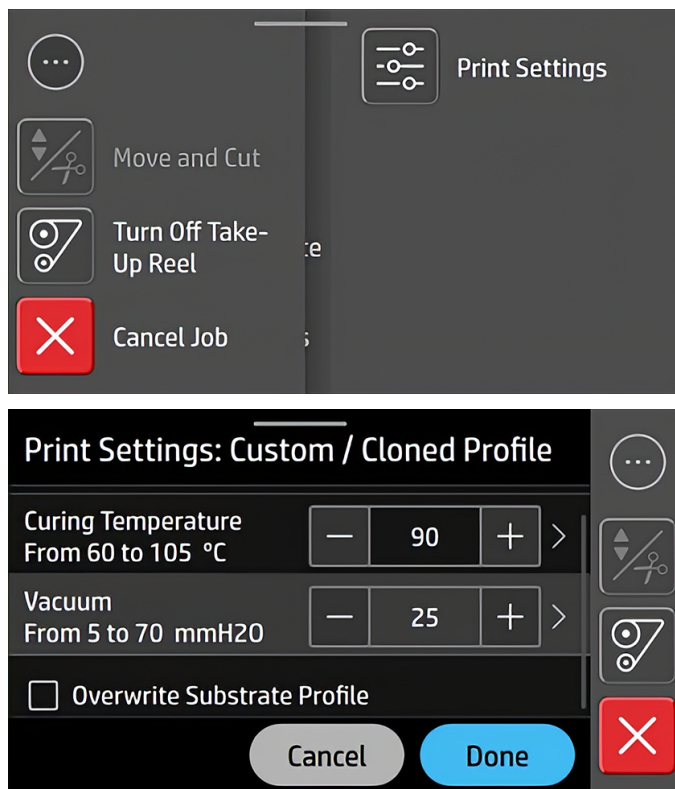 Print Settings
Move and Cut
Turn Off Take-
Up Reel
Cancel Job
Print Settings: Custom / Cloned Profile
Curing Temperature
From 60 to 105 ºC
90
Vacuum
From 5 to 70 mmH2O
25
Overwrite Substrate Profile
Cancel
Done